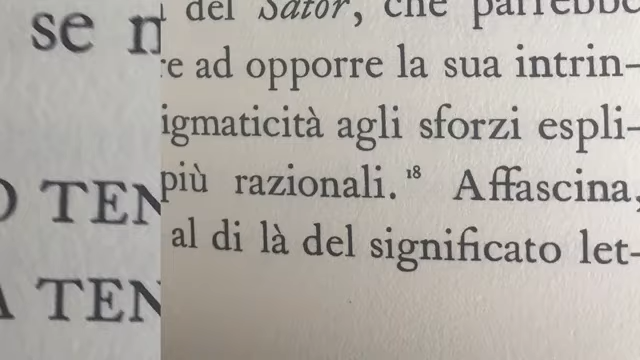 se
TEN
TEN
del Sator, che
ad opporre la sua intrin-
igmaticità agli sforzi espli-
più razionali.¹⁸ Affascina,
al di là del significato let-